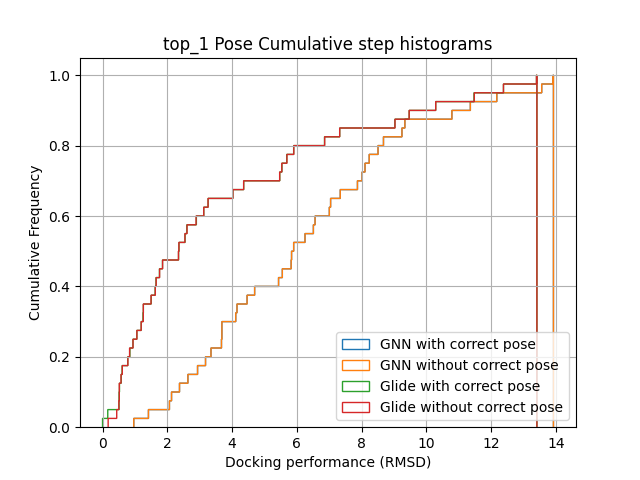 top_1 Pose Cumulative step histograms
1.0
0.8
0.6
0.4
0.2
0.0
Cumulative Frequency
GNN with correct pose
GNN without correct pose
Glide with correct pose
Glide without correct pose
0 2 4 6 8 10 12 14
Docking performance (RMSD)